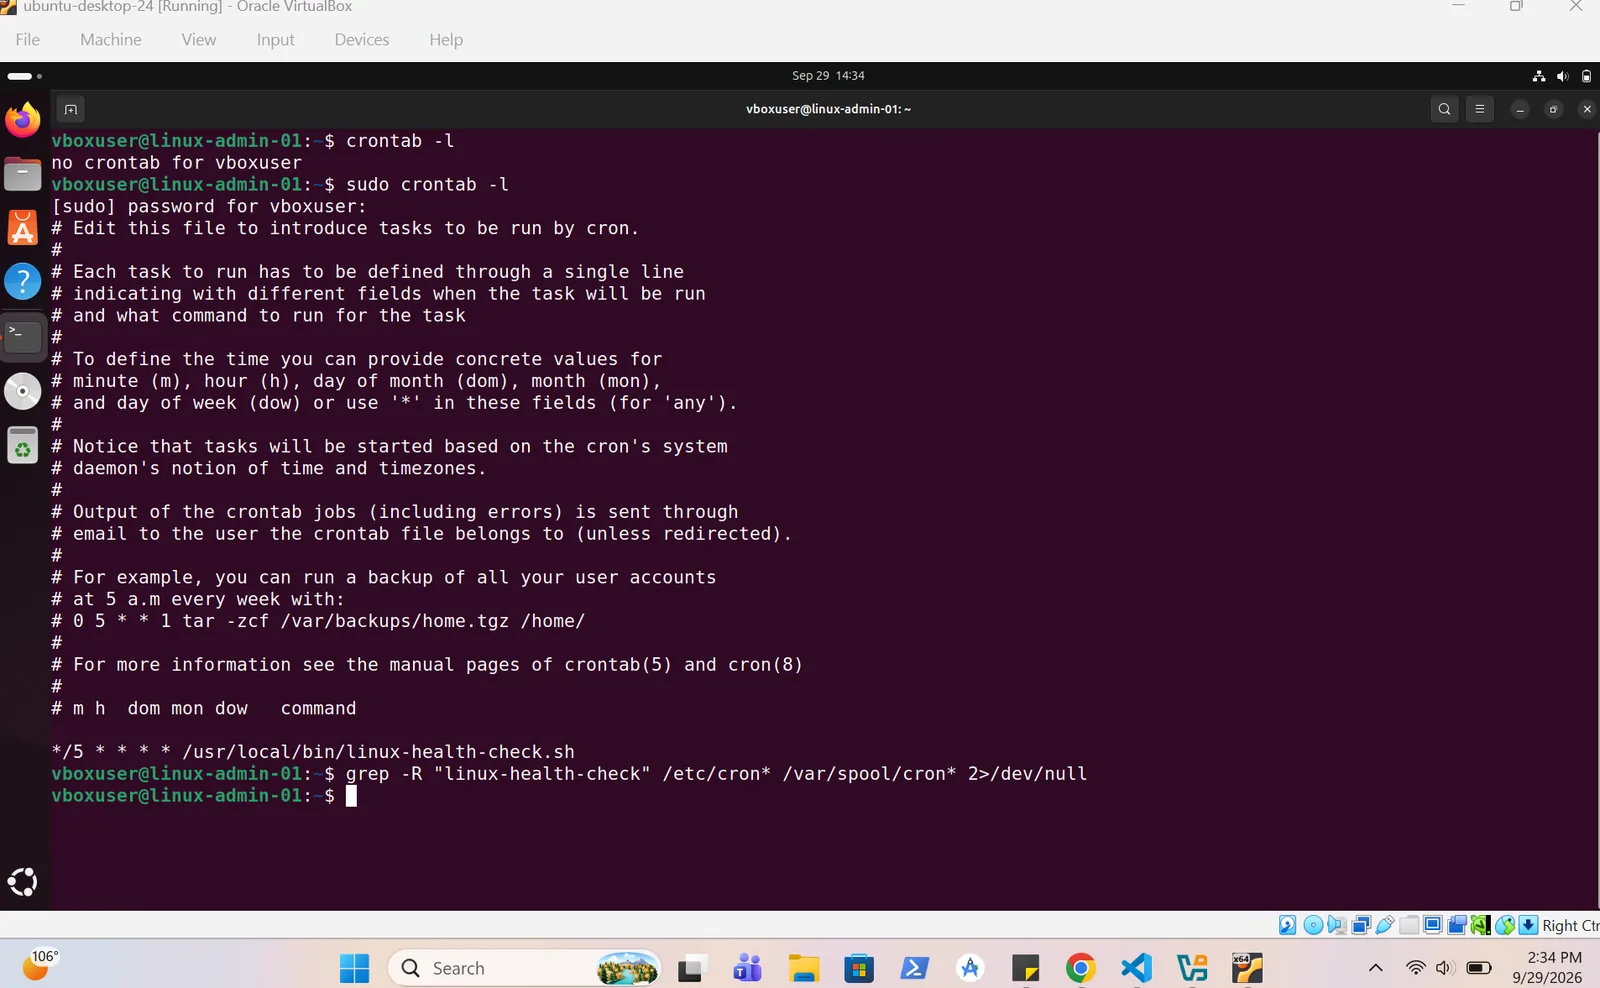 ubuntu-desktop-24 [Running] - Oracle VirtualBox
File Machine View Input Devices Help
Sep 29 14:34
vboxuser@linux-admin-01: ~
vboxuser@linux-admin-01:~$ crontab -l
no crontab for vboxuser
vboxuser@linux-admin-01:~$ sudo crontab -l
[sudo] password for vboxuser:
# Edit this file to introduce tasks to be run by cron.
#
# Each task to run has to be defined through a single line
# indicating with different fields when the task will be run
# and what command to run for the task
#
# To define the time you can provide concrete values for
# minute (m), hour (h), day of month (dom), month (mon),
# and day of week (dow) or use '*' in these fields (for 'any').
#
# Notice that tasks will be started based on the cron's system
# daemon's notion of time and timezones.
#
# Output of the crontab jobs (including errors) is sent through
# email to the user the crontab file belongs to (unless redirected).
#
# For example, you can run a backup of all your user accounts
# at 5 a.m every week with:
# 0 5 * * 1 tar -zcf /var/backups/home.tgz /home/
#
# For more information see the manual pages of crontab(5) and cron(8)
#
# m h  dom mon dow   command

*/5 * * * * /usr/local/bin/linux-health-check.sh
vboxuser@linux-admin-01:~$ grep -R "linux-health-check" /etc/cron* /var/spool/cron* 2>/dev/null
vboxuser@linux-admin-01:~$
Right Ctr
106°
Search
2:34 PM
9/29/2026